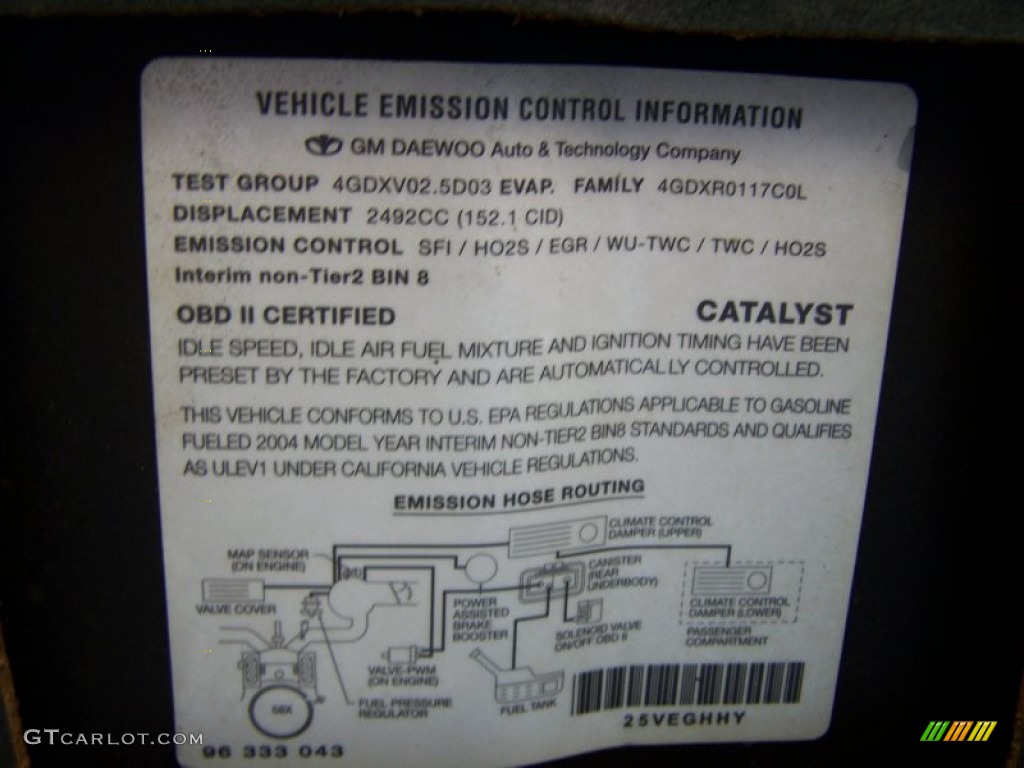 VEHICLE EMISSION CONTROL INFORMATION
GM DAEWOO Auto & Technology Company
TEST GROUP 4GDXV02.5D03 EVAP. FAMILY 4GDXR0117C0L
DISPLACEMENT 2492CC (152.1 CID)
EMISSION CONTROL SFI / HO2S / EGR / WU-TWC / TWC / HO2S
Interim non-Tier2 BIN 8
OBD II CERTIFIED CATALYST
IDLE SPEED, IDLE AIR FUEL MIXTURE AND IGNITION TIMING HAVE BEEN
PRESET BY THE FACTORY AND ARE AUTOMATICALLY CONTROLLED.
THIS VEHICLE CONFORMS TO U.S. EPA REGULATIONS APPLICABLE TO GASOLINE
FUELED 2004 MODEL YEAR INTERIM NON-TIER2 BIN8 STANDARDS AND QUALIFIES
AS ULEV1 UNDER CALIFORNIA VEHICLE REGULATIONS.
EMISSION HOSE ROUTING
CLIMATE CONTROL
DAMPER (UPPER)
MAP SENSOR
(ON ENGINE)
CANISTER
(REAR
UNDERBODY)
VALVE COVER
POWER
ASSISTED
BRAKE
BOOSTER
CLIMATE CONTROL
DAMPER (LOWER)
SOLENOID VALVE
ON/OFF OBD II
PASSENGER
COMPARTMENT
VALVE-PWM
(ON ENGINE)
FUEL PRESSURE
REGULATOR
FUEL TANK
58X
25VEGHHY
96 333 043
GTCARLOT.COM